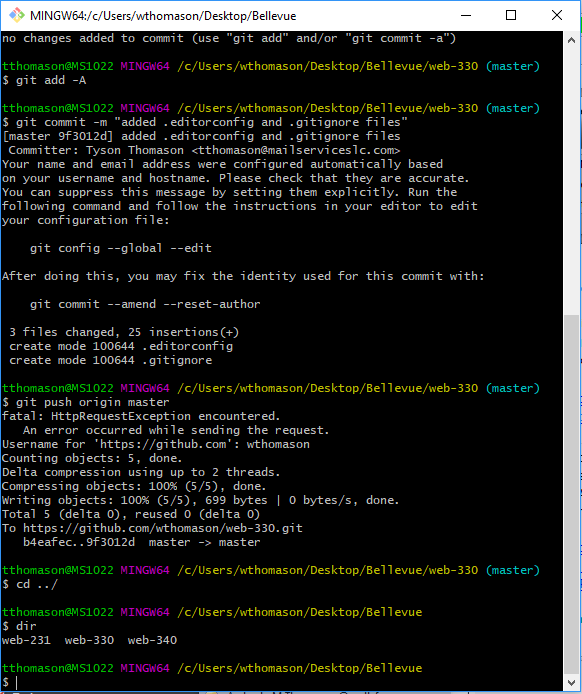 MINGW64:/c/Users/wthomason/Desktop/Bellevue
no changes added to commit (use "git add" and/or "git commit -a")
tthomason@MS1022 MINGW64 /c/Users/wthomason/Desktop/Bellevue/web-330 (master)
$ git add -A
tthomason@MS1022 MINGW64 /c/Users/wthomason/Desktop/Bellevue/web-330 (master)
$ git commit -m "added .editorconfig and .gitignore files"
[master 9f3012d] added .editorconfig and .gitignore files
Committer: Tyson Thomason <tthomason@mailserviceslc.com>
Your name and email address were configured automatically based
on your username and hostname. Please check that they are accurate.
You can suppress this message by setting them explicitly. Run the
following command and follow the instructions in your editor to edit
your configuration file:
git config --global --edit
After doing this, you may fix the identity used for this commit with:
git commit --amend --reset-author
3 files changed, 25 insertions(+)
create mode 100644 .editorconfig
create mode 100644 .gitignore
tthomason@MS1022 MINGW64 /c/Users/wthomason/Desktop/Bellevue/web-330 (master)
$ git push origin master
fatal: HttpRequestException encountered.
An error occurred while sending the request.
Username for 'https://github.com': wthomason
Counting objects: 5, done.
Delta compression using up to 2 threads.
Compressing objects: 100% (5/5), done.
Writing objects: 100% (5/5), 699 bytes | 0 bytes/s, done.
Total 5 (delta 0), reused 0 (delta 0)
To https://github.com/wthomason/web-330.git
b4eafec..9f3012d master -> master
tthomason@MS1022 MINGW64 /c/Users/wthomason/Desktop/Bellevue/web-330 (master)
$ cd ../
tthomason@MS1022 MINGW64 /c/Users/wthomason/Desktop/Bellevue
$ dir
web-231 web-330 web-340
tthomason@MS1022 MINGW64 /c/Users/wthomason/Desktop/Bellevue
$